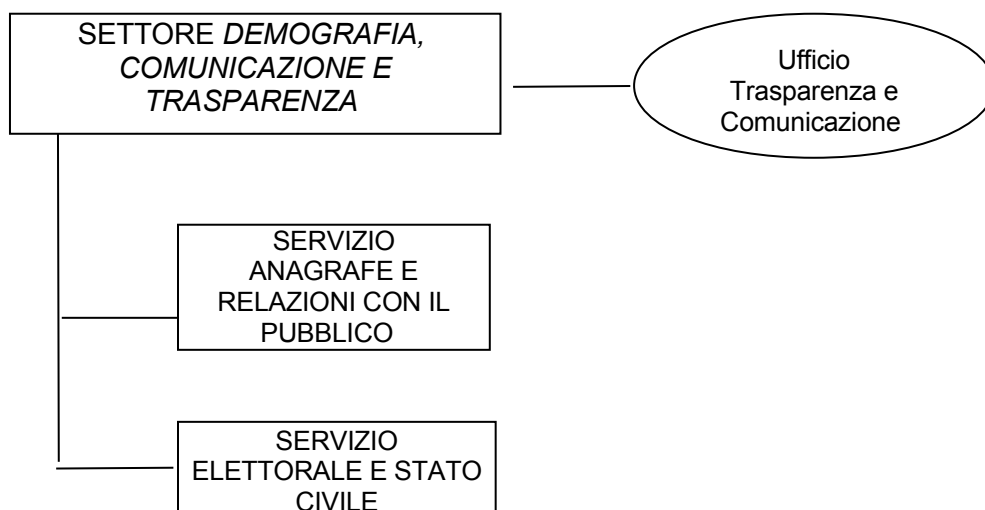 SETTORE DEMOGRAFIA,
COMUNICAZIONE E
TRASPARENZA
Ufficio
Trasparenza e
Comunicazione
SERVIZIO
ANAGRAFE E
RELAZIONI CON IL
PUBBLICO
SERVIZIO
ELETTORALE E STATO
CIVILE